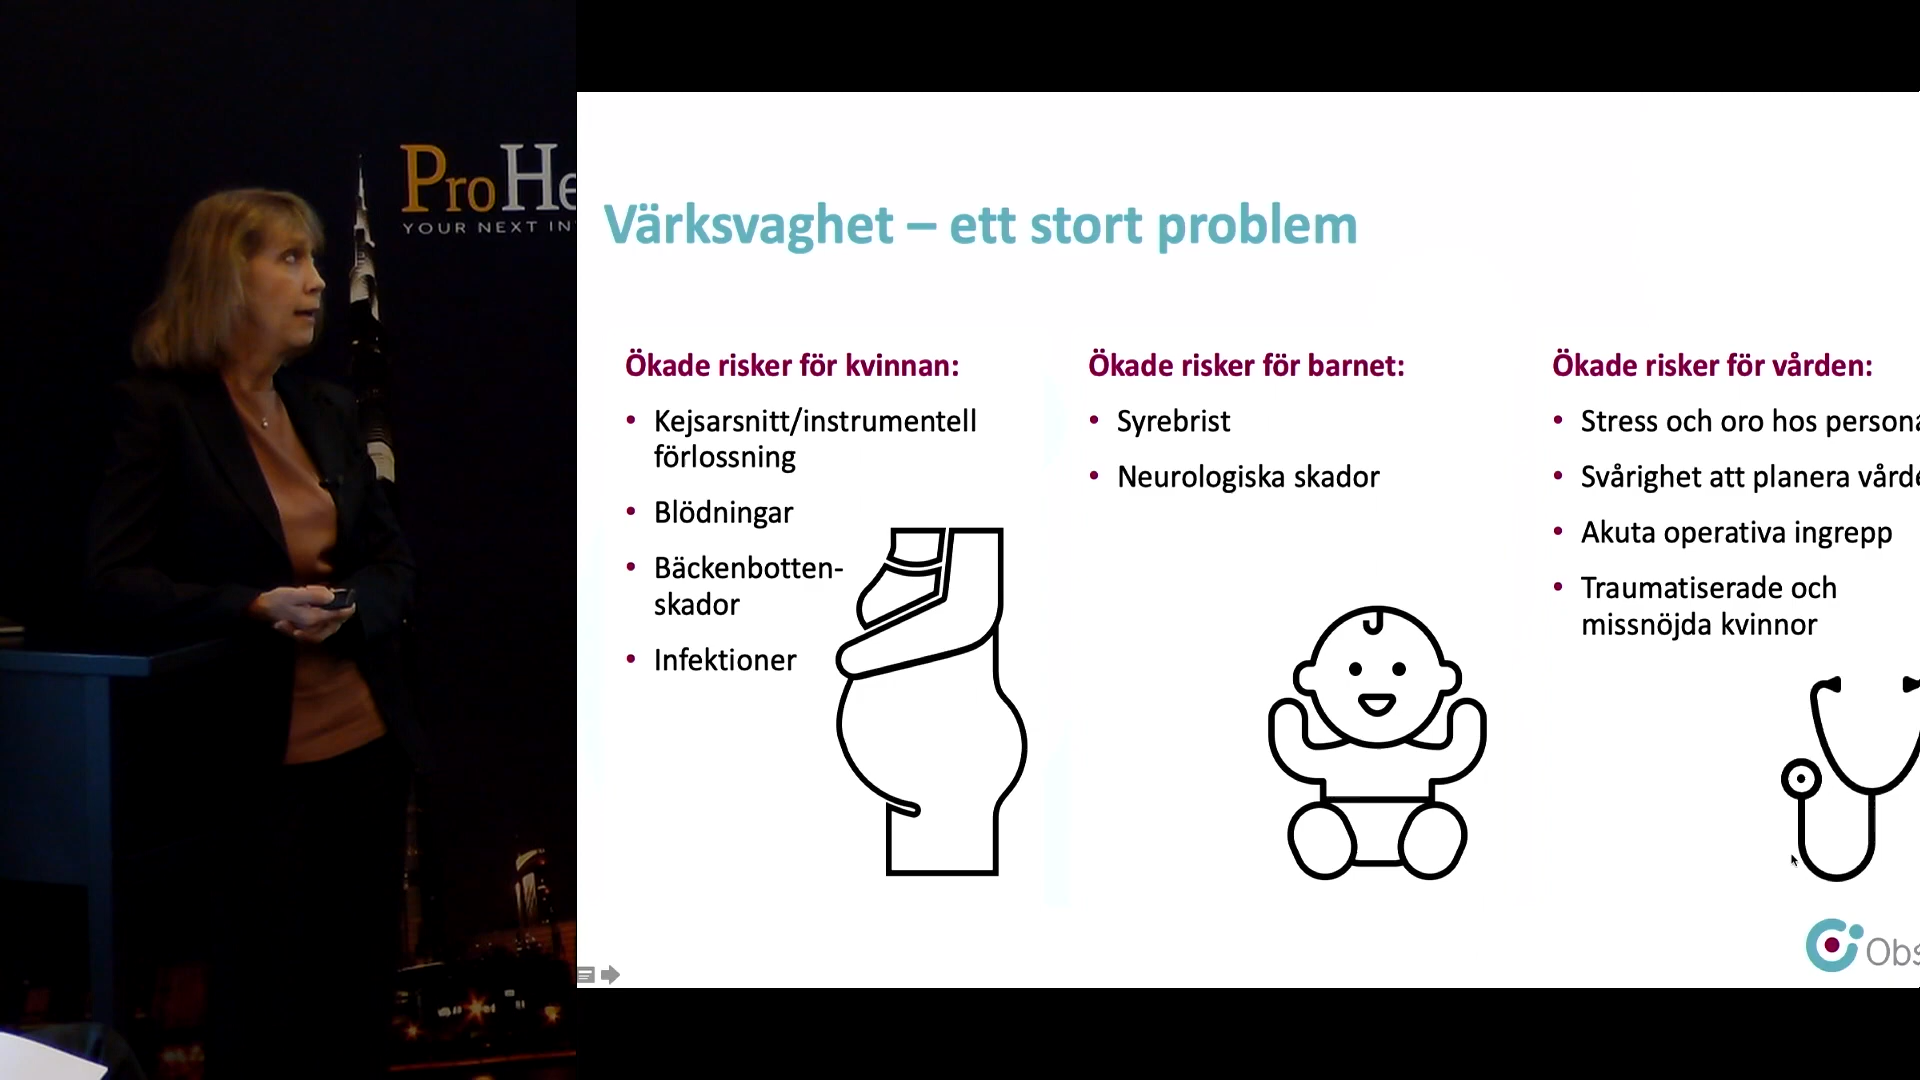 ProHe
YOUR NEXT IN
Värksvaghet – ett stort problem
Ökade risker för kvinnan:
• Kejsarsnitt/instrumentell
förlossning
• Blödningar
• Bäckenbotten-
skador
• Infektioner
Ökade risker för barnet:
• Syrebrist
• Neurologiska skador
Ökade risker för vården:
• Stress och oro hos persona
• Svårighet att planera vårde
• Akuta operativa ingrepp
• Traumatiserade och
missnöjda kvinnor
Obs